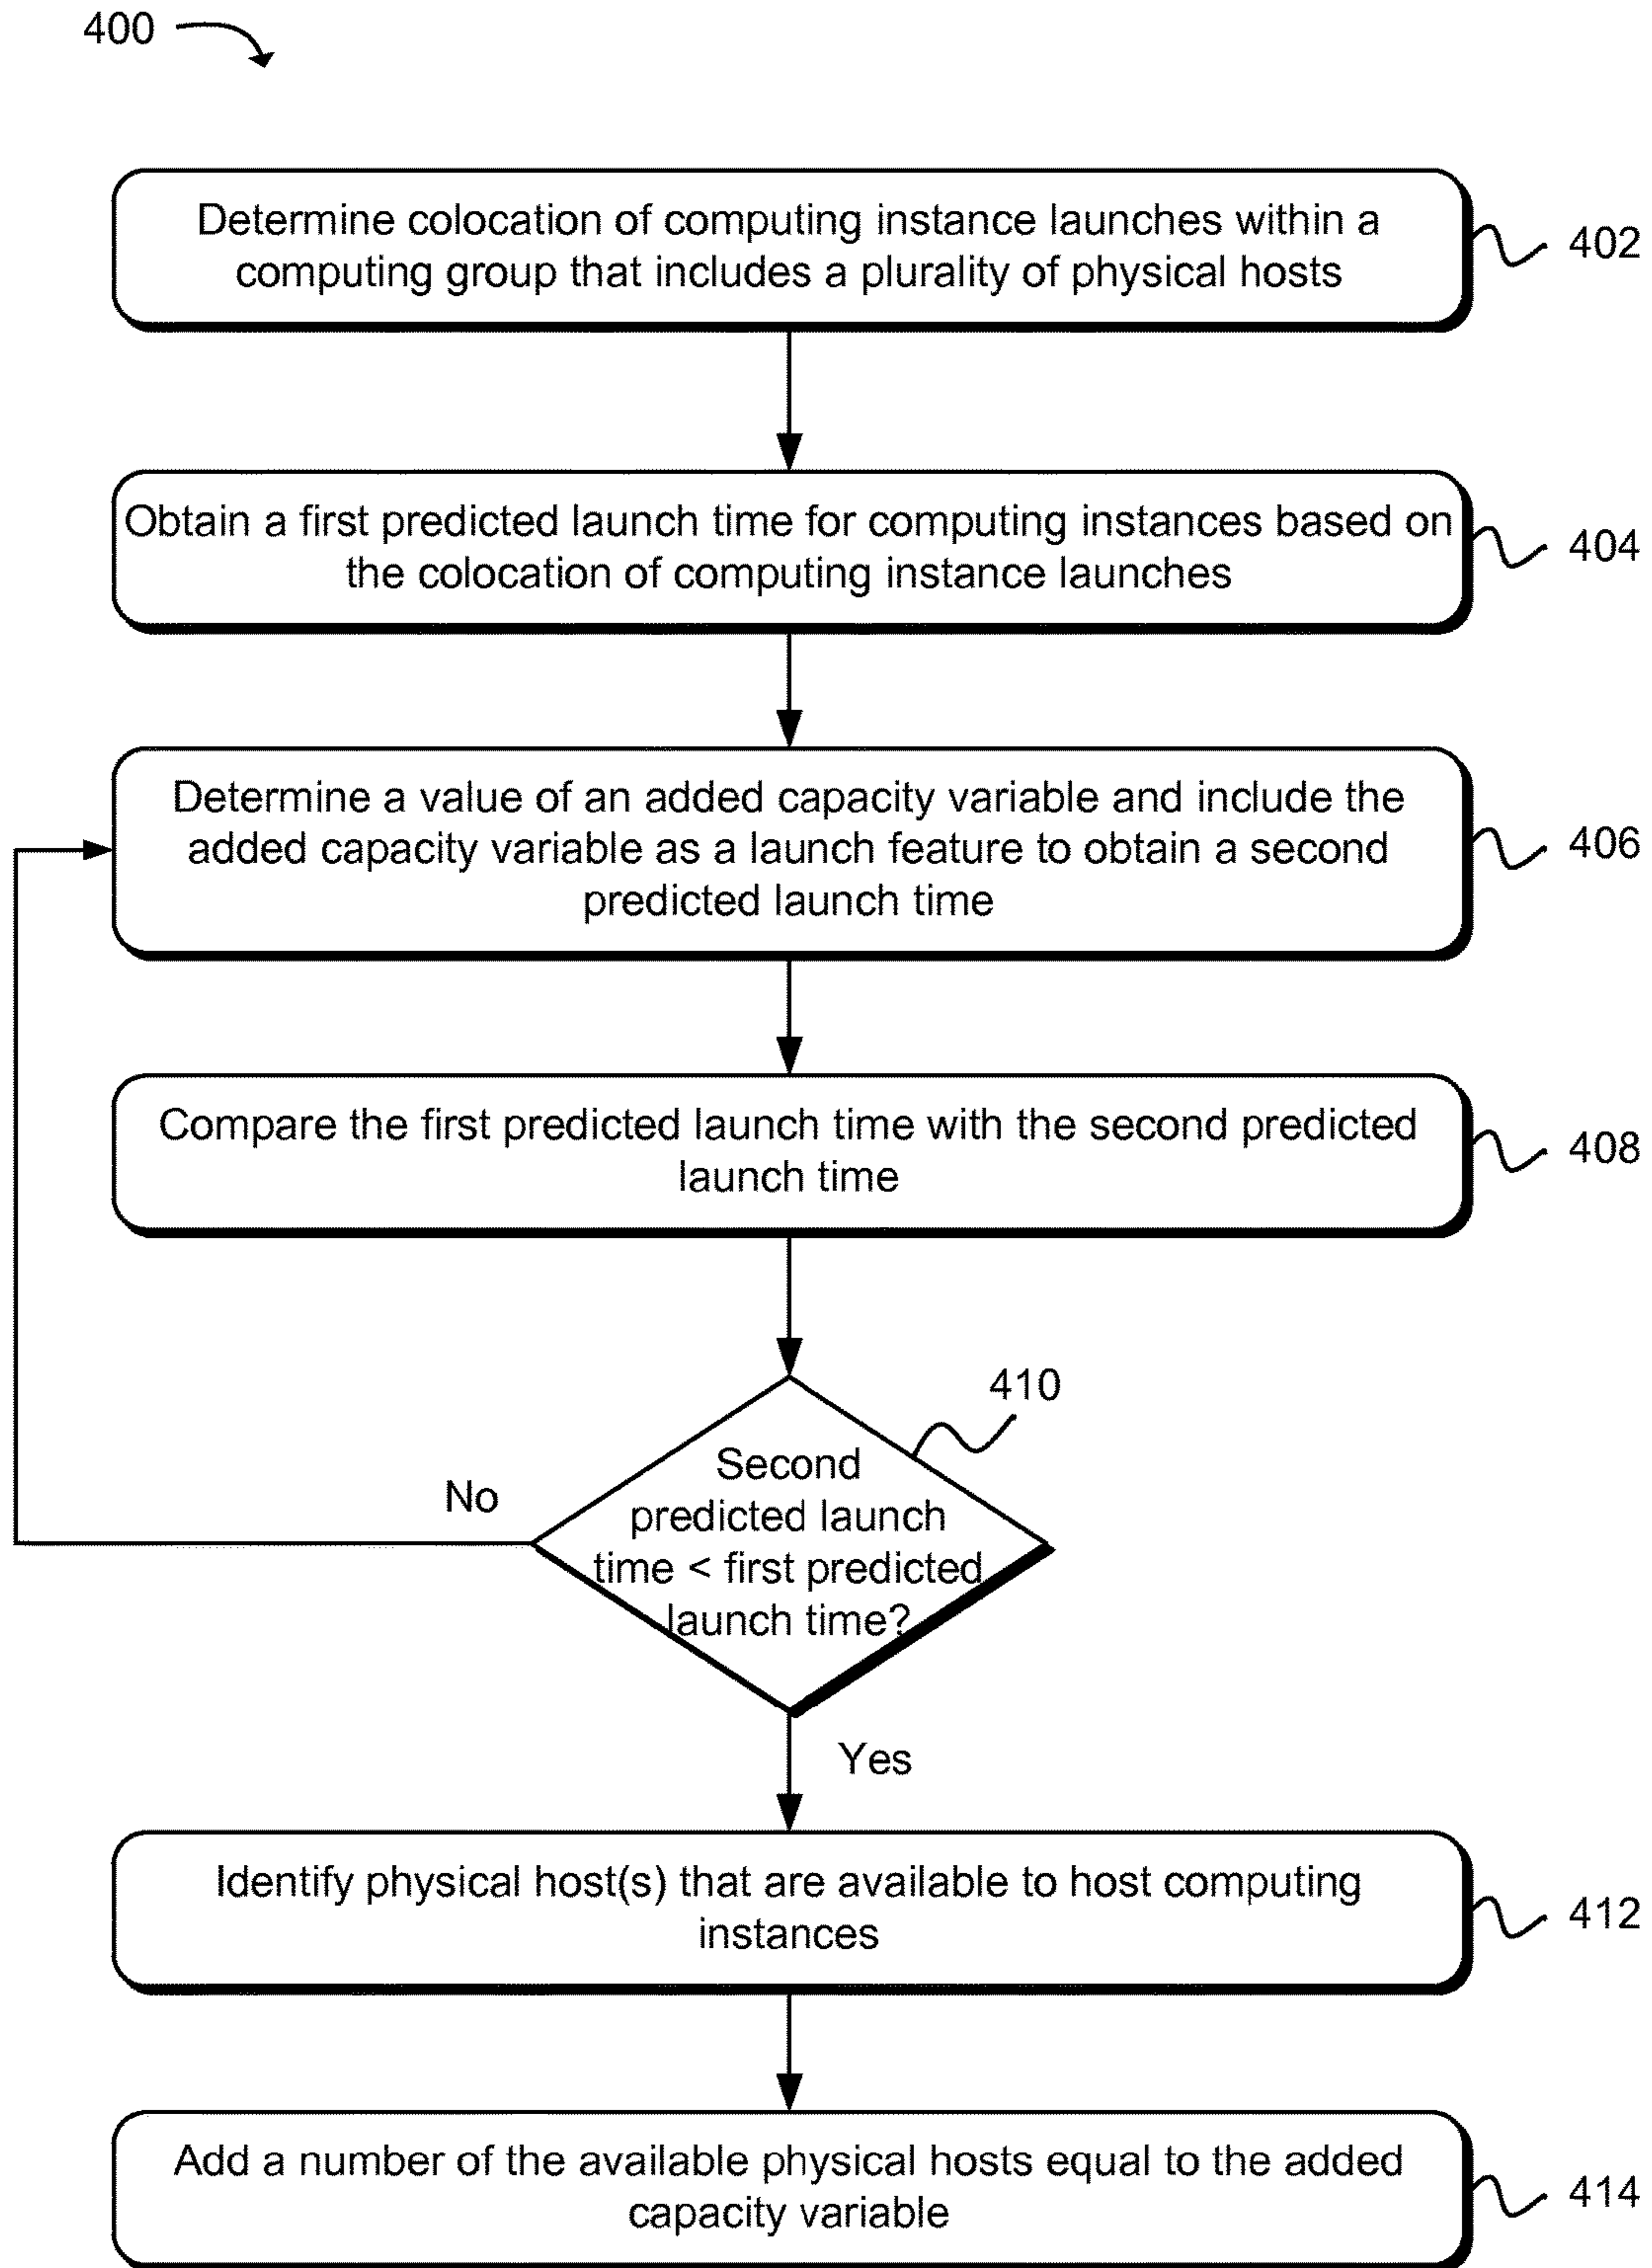 400
Determine colocation of computing instance launches within a
computing group that includes a plurality of physical hosts
402
Obtain a first predicted launch time for computing instances based on
the colocation of computing instance launches
404
Determine a value of an added capacity variable and include the
added capacity variable as a launch feature to obtain a second
predicted launch time
406
Compare the first predicted launch time with the second predicted
launch time
408
410
Second
predicted launch
time < first predicted
launch time?
No
Yes
Identify physical host(s) that are available to host computing
instances
412
Add a number of the available physical hosts equal to the added
capacity variable
414